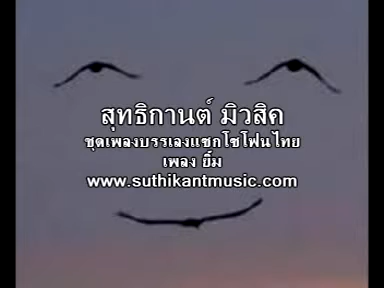 สุทธิกานต์ มิวสิค
ชุดเพลงบรรเลงแซกโซโฟนไทย
เพลง ยิ้ม
www.suthikantmusic.com